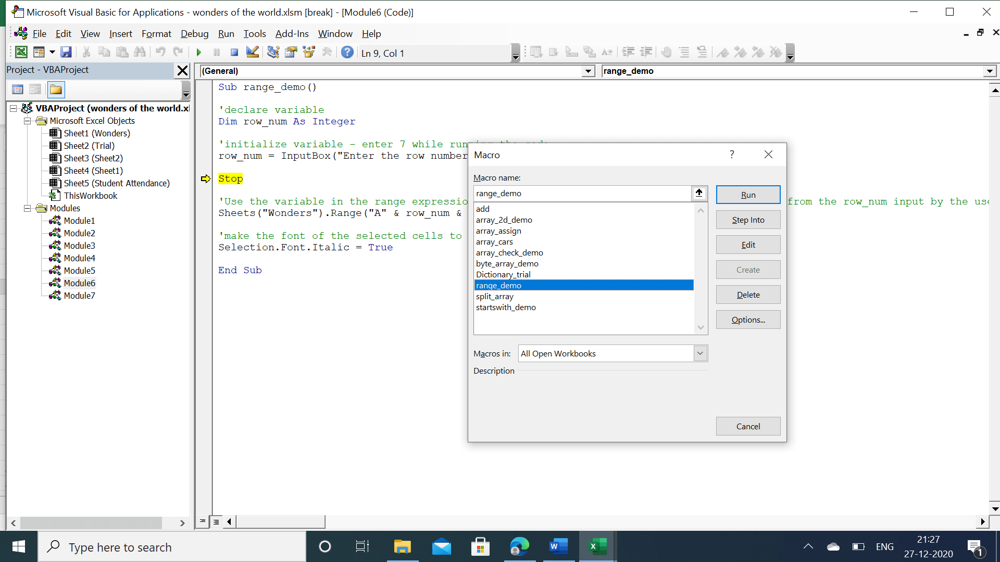 Microsoft Visual Basic for Applications - wonders of the world.xlsm [break] - [Module6 (Code)]
File Edit View Insert Format Debug Run Tools Add-Ins Window Help
Ln 9, Col 1
Project - VBAProject
(General)
range_demo
VBAProject (wonders of the world.xl
Microsoft Excel Objects
Sheet1 (Wonders)
Sheet2 (Trial)
Sheet3 (Sheet2)
Sheet4 (Sheet1)
Sheet5 (Student Attendance)
ThisWorkbook
Modules
Module1
Module2
Module3
Module4
Module5
Module6
Module7
Sub range_demo()
'declare variable
Dim row_num As Integer
'initialize variable - enter 7 while running the code
row_num = InputBox("Enter the row number
Stop
'Use the variable in the range expressio from the row_num input by the use
Sheets("Wonders").Range("A" & row_num &
'make the font of the selected cells to
Selection.Font.Italic = True
End Sub
Macro
?
Macro name:
range_demo
add
array_2d_demo
array_assign
array_cars
array_check_demo
byte_array_demo
Dictionary_trial
range_demo
split_array
startswith_demo
Run
Step Into
Edit
Create
Delete
Options...
Macros in: All Open Workbooks
Description
Cancel
Type here to search
ENG
21:27
27-12-2020
1